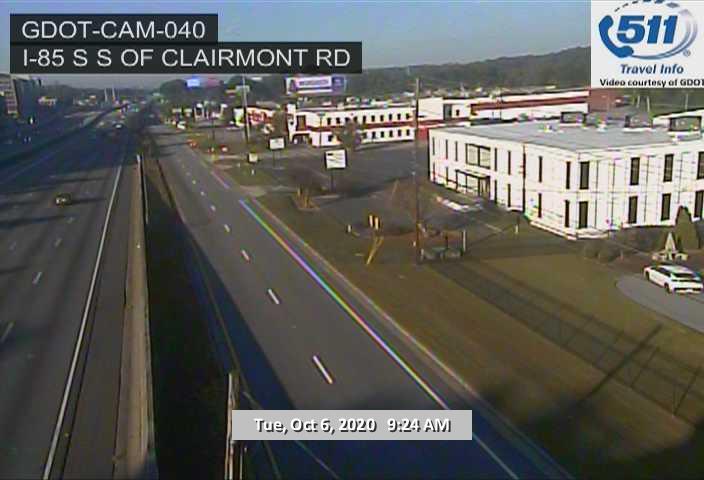 GDOT-CAM-040
I-85 S S OF CLAIRMONT RD
511
Travel Info
Video courtesy of GDOT
Tue, Oct 6, 2020 9:24 AM